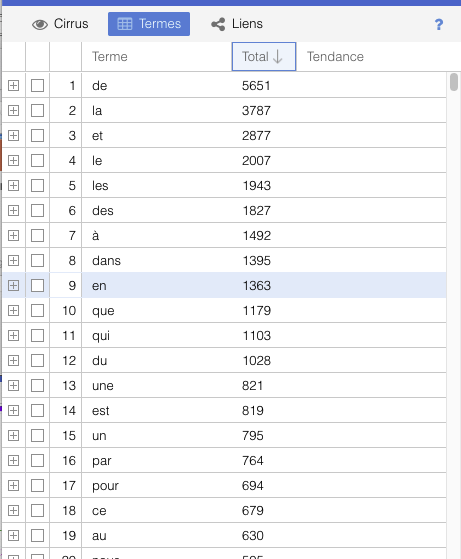 Cirrus Termes Liens ?
Terme Total Tendance
1 de 5651
2 la 3787
3 et 2877
4 le 2007
5 les 1943
6 des 1827
7 à 1492
8 dans 1395
9 en 1363
10 que 1179
11 qui 1103
12 du 1028
13 une 821
14 est 819
15 un 795
16 par 764
17 pour 694
18 ce 679
19 au 630